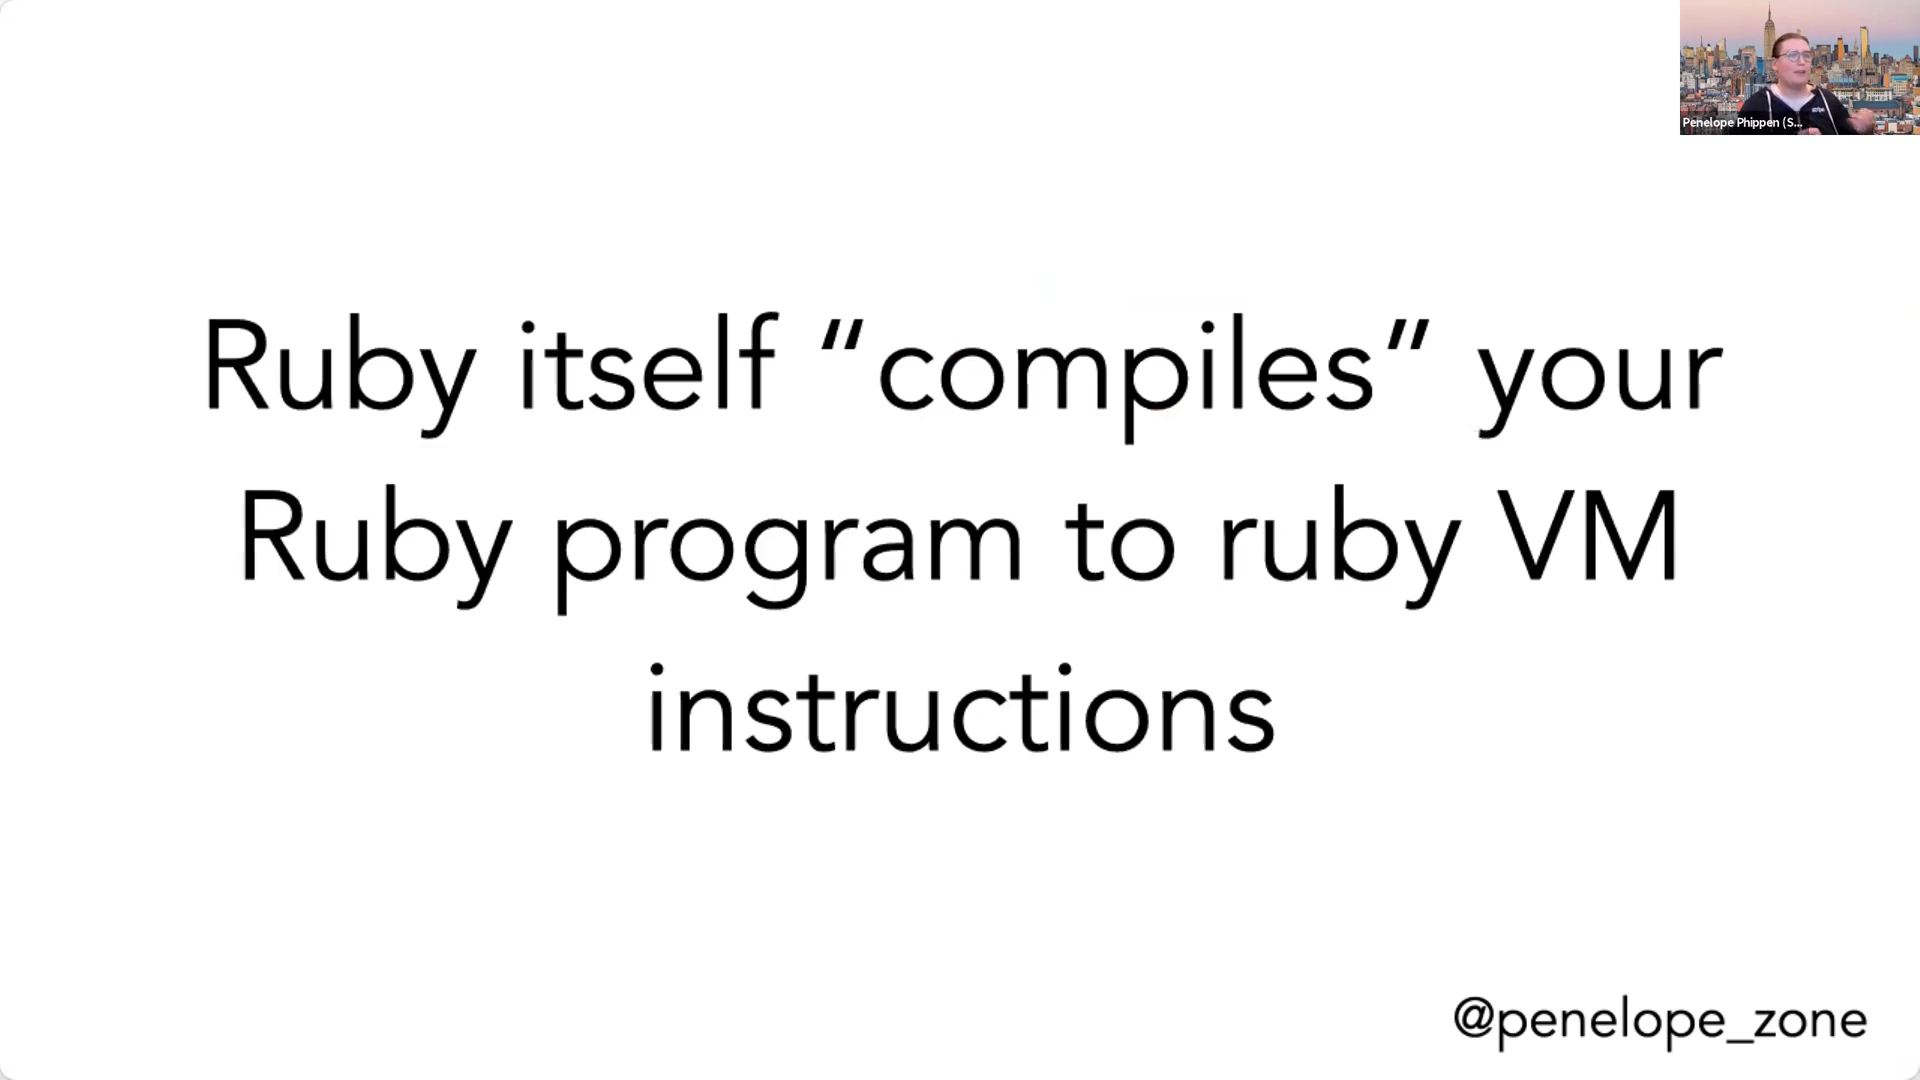 Penelope Phippen (S...
Ruby itself “compiles” your
Ruby program to ruby VM
instructions
@penelope_zone